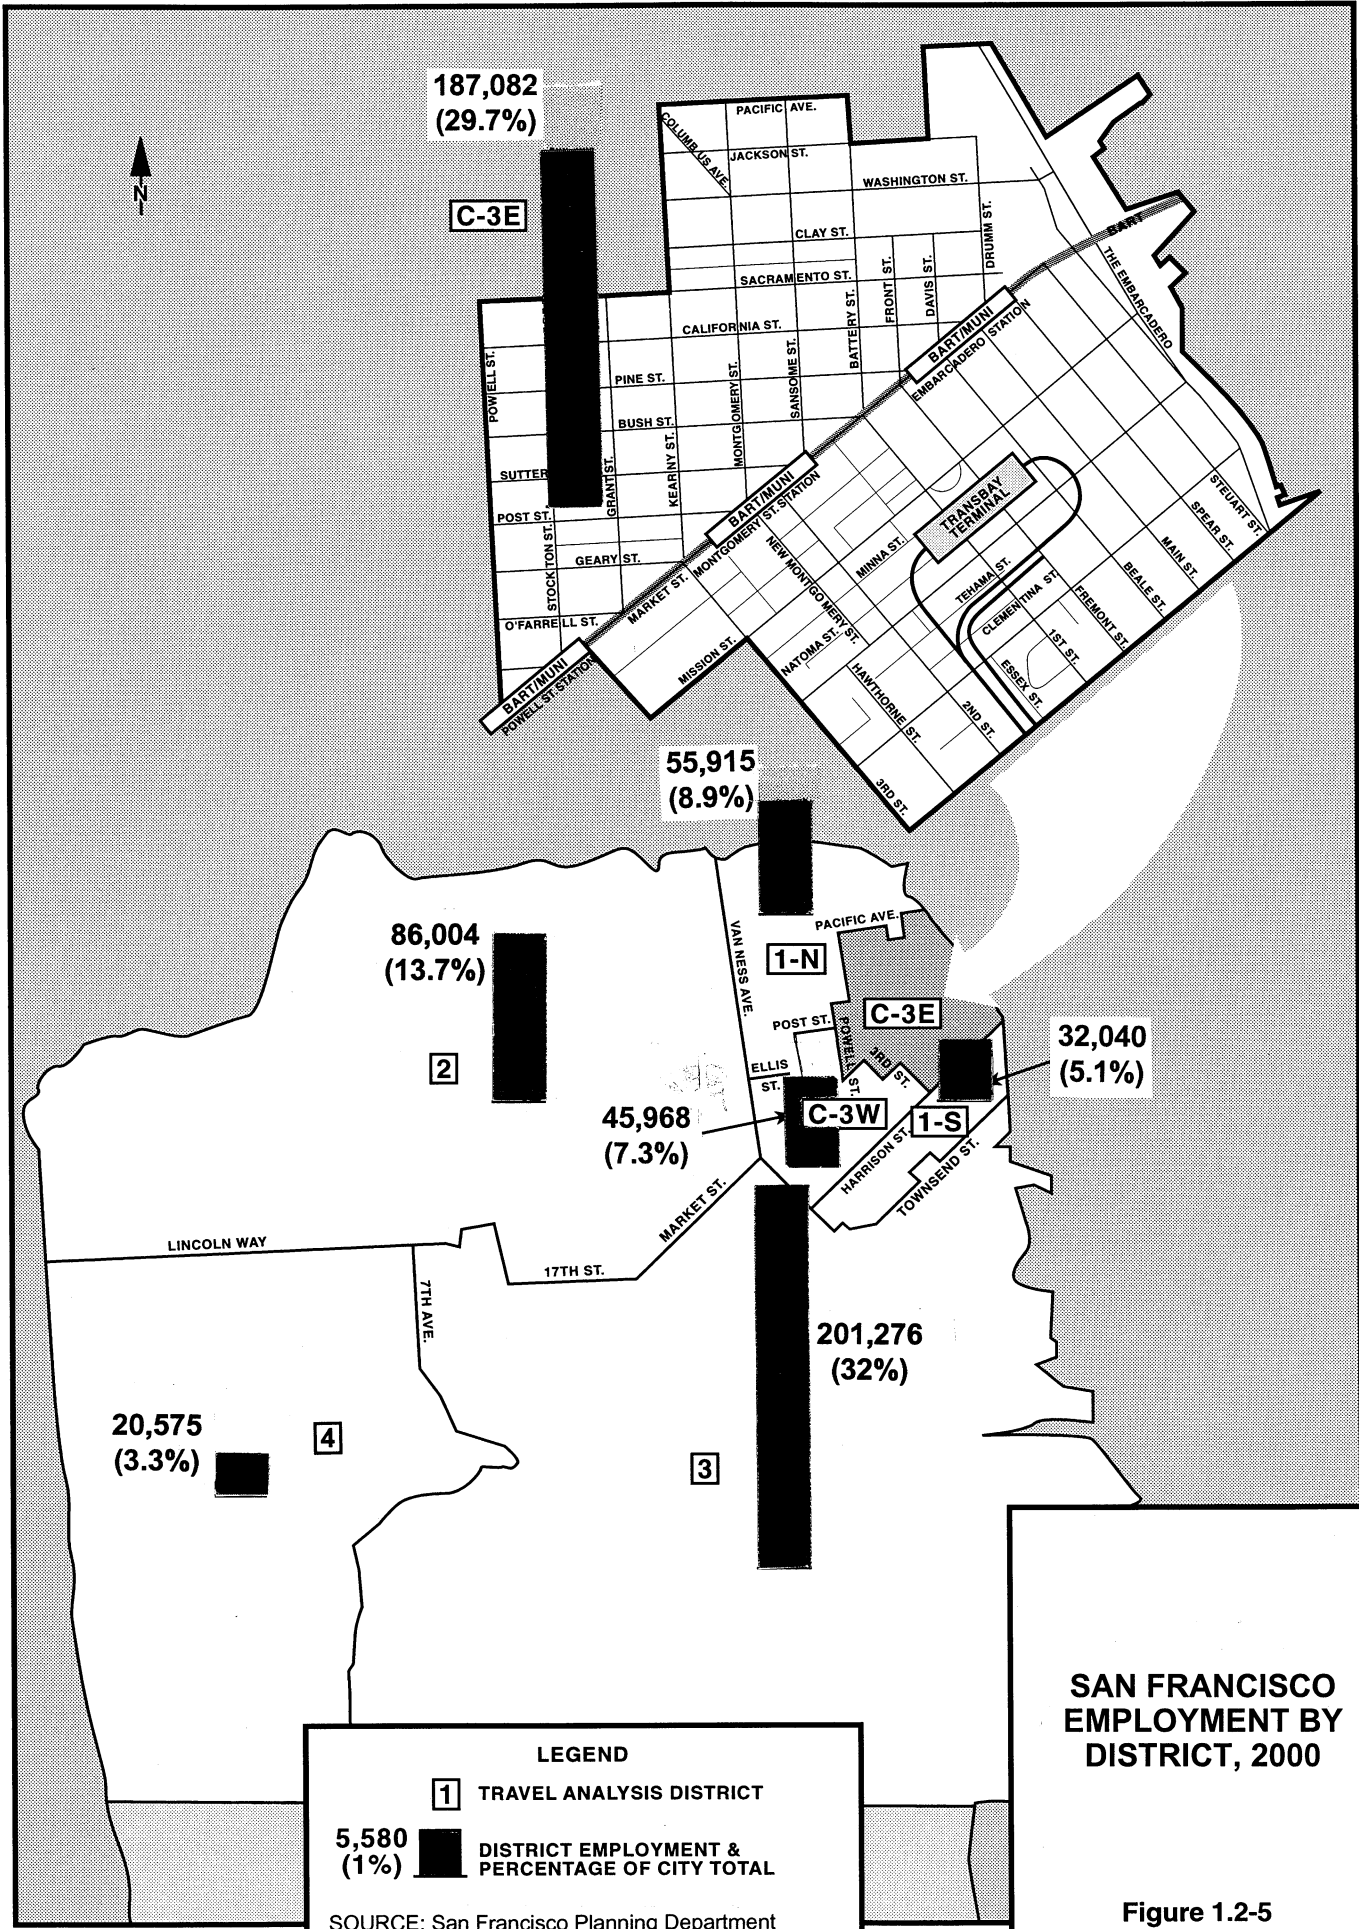 187,082
(29.7%)
N
C-3E
PACIFIC AVE.
COLUMBUS AVE.
JACKSON ST.
WASHINGTON ST.
CLAY ST.
DRUMM ST.
BART
THE EMBARCADERO
SACRAMENTO ST.
FRONT ST.
DAVIS ST.
CALIFORNIA ST.
BATTERY ST.
BART/MUNI
EMBARCADERO STATION
POWELL ST.
PINE ST.
MONTGOMERY ST.
SANSOME ST.
BUSH ST.
SUTTER
GRANT ST.
KEARNY ST.
BART/MUNI
MONTGOMERY ST. STATION
TRANSBAY
TERMINAL
STEUART ST.
SPEAR ST.
MAIN ST.
BEALE ST.
FREMONT ST.
POST ST.
STOCKTON ST.
GEARY ST.
MARKET ST.
NEW MONTGOMERY ST.
MINNA ST.
TEHAMA ST.
CLEMENTINA ST.
1ST ST.
ESSEX ST.
O'FARRELL ST.
MISSION ST.
NATOMA ST.
HAWTHORNE ST.
2ND ST.
3RD ST.
BART/MUNI
POWELL ST. STATION
55,915
(8.9%)
86,004
(13.7%)
VAN NESS AVE.
PACIFIC AVE.
1-N
C-3E
POST ST.
POWELL ST.
3RD ST.
32,040
(5.1%)
2
ELLIS
ST.
45,968
(7.3%)
C-3W
1-S
HARRISON ST.
TOWNSEND ST.
MARKET ST.
LINCOLN WAY
17TH ST.
7TH AVE.
201,276
(32%)
20,575
(3.3%)
4
3
SAN FRANCISCO
EMPLOYMENT BY
DISTRICT, 2000
LEGEND
1 TRAVEL ANALYSIS DISTRICT
5,580
(1%)
DISTRICT EMPLOYMENT &
PERCENTAGE OF CITY TOTAL
SOURCE: San Francisco Planning Department
Figure 1.2-5